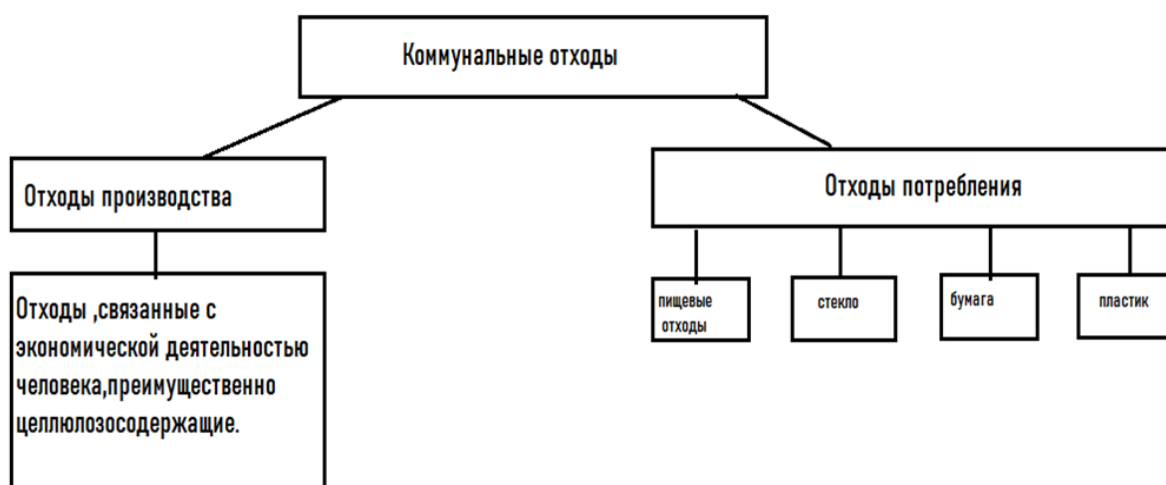 Коммунальные отходы
Отходы производства
Отходы потребления
Отходы ,связанные с
экономической деятельностью
человека,преимущественно
целлюлозосодержащие.
пищевые
отходы
стекло
бумага
пластик